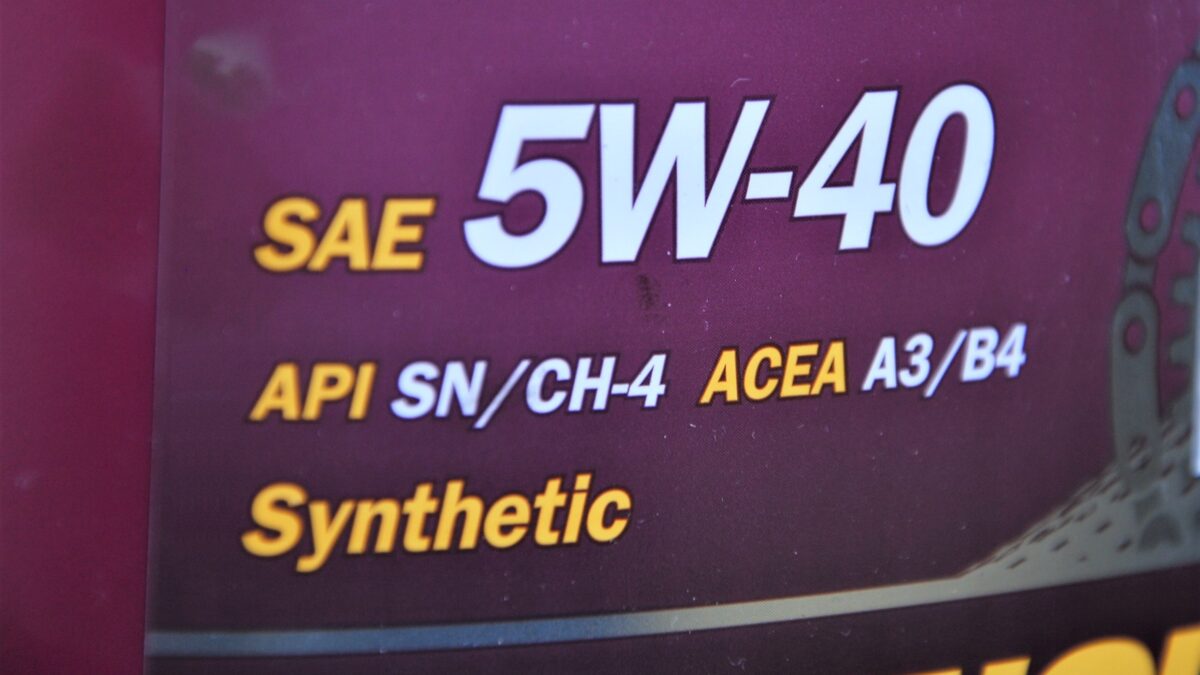 SAE 5W-40
API SN/CH-4 ACEA A3/B4
Synthetic